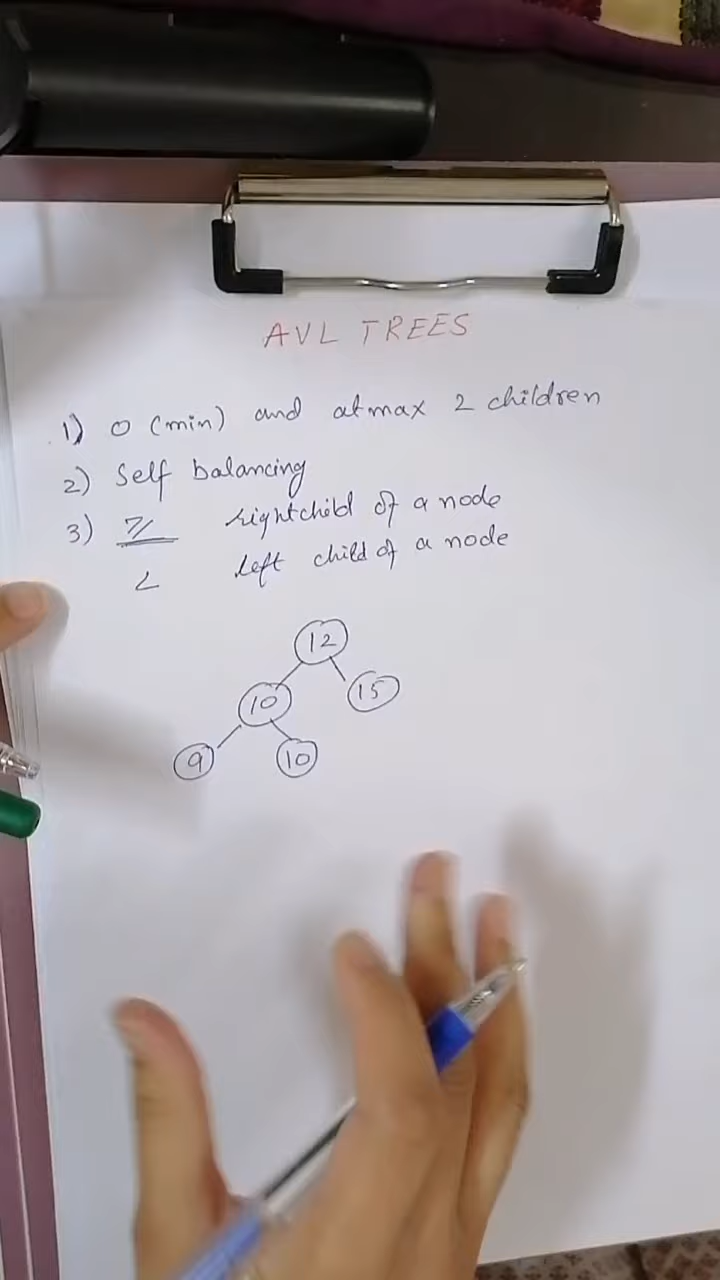 AVL TREES
1) 0 (min) and atmax 2 children
2) Self balancing
3) ≥ rightchild of a node
< left child of a node
12
10 15
9 10